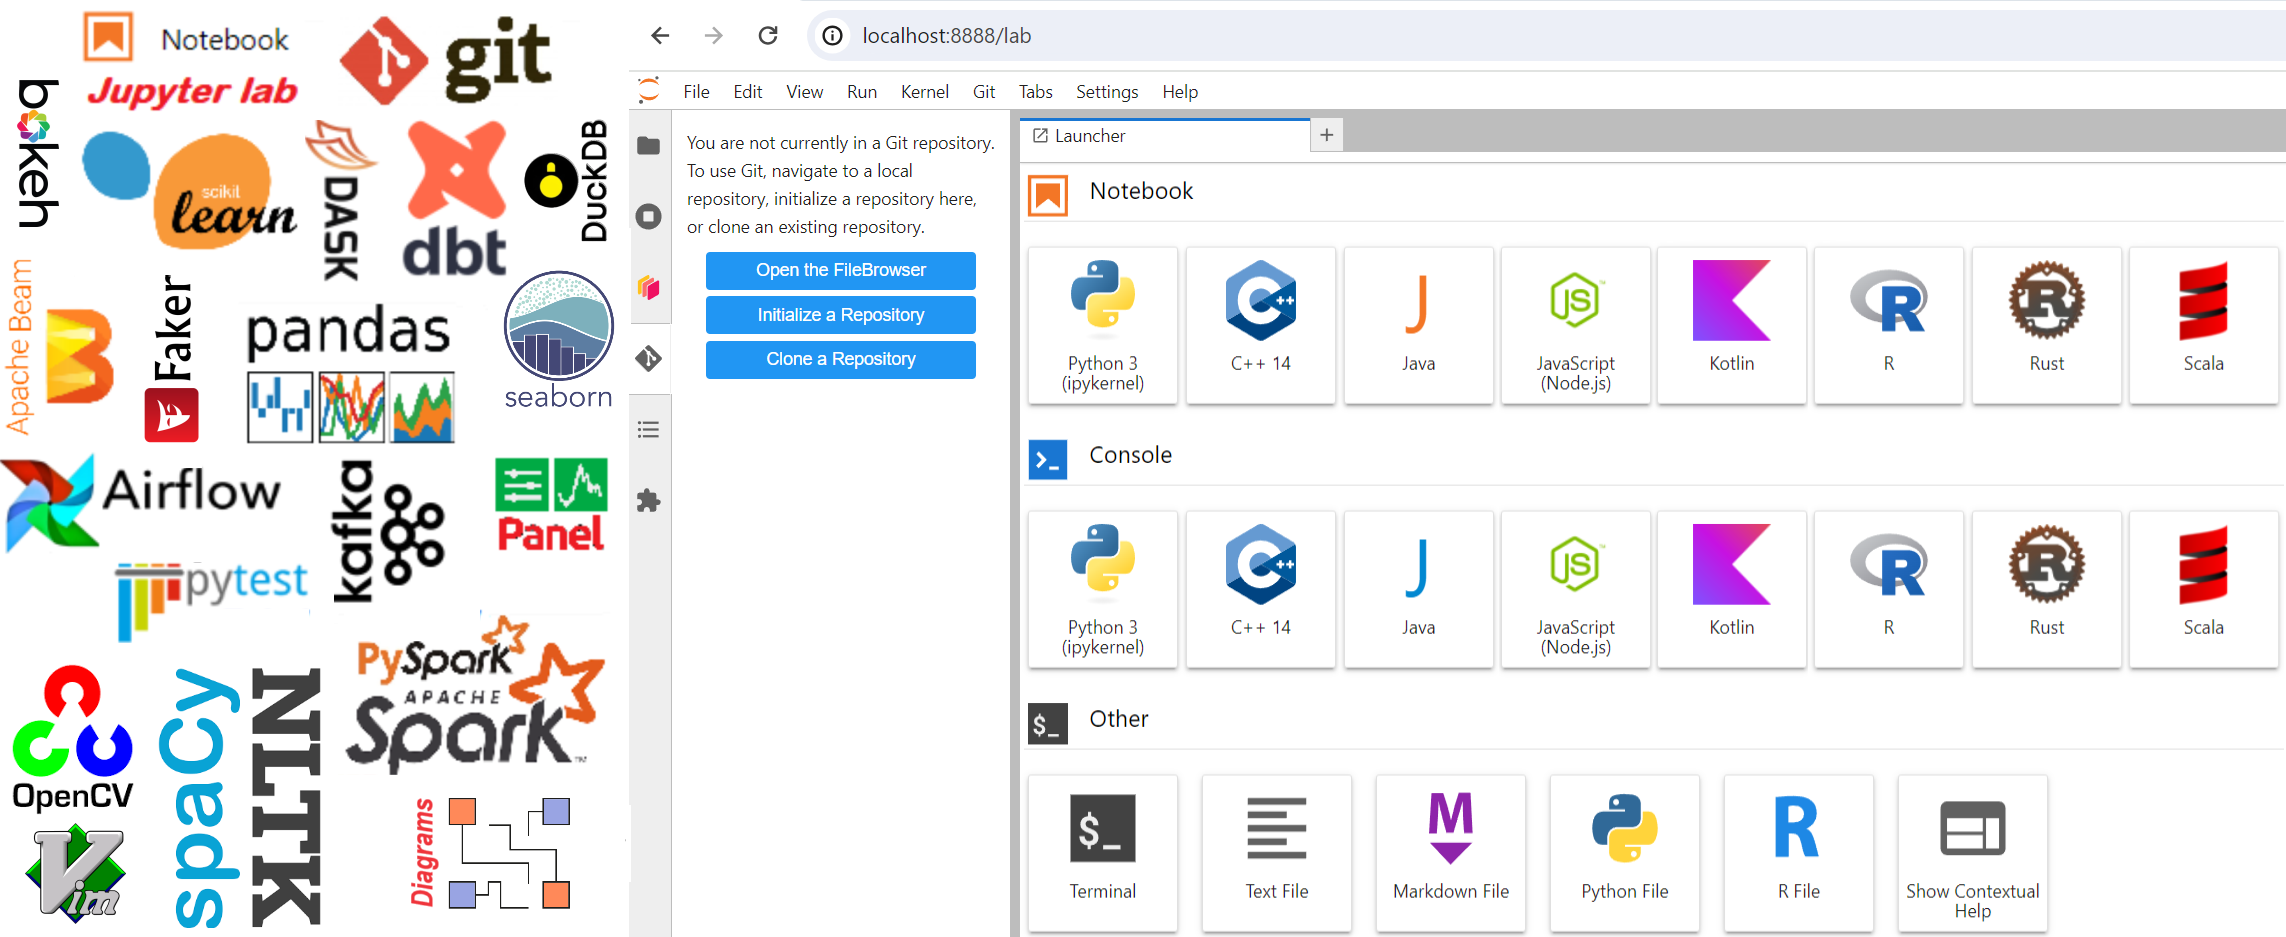 Notebook
Jupyter lab
git
bokeh
scikit
learn
DASK
dbt
DuckDB
Apache Beam
Faker
pandas
seaborn
Airflow
kafka
Panel
pytest
PySpark
APACHE
Spark™
OpenCV
spaCy
NLTK
Vim
Diagrams
localhost:8888/lab
File Edit View Run Kernel Git Tabs Settings Help
You are not currently in a Git repository.
To use Git, navigate to a local
repository, initialize a repository here,
or clone an existing repository.
Open the FileBrowser
Initialize a Repository
Clone a Repository
Launcher
Notebook
C++
J
JS™
R
R
Python 3
(ipykernel)
C++ 14
Java
JavaScript
(Node.js)
Kotlin
R
Rust
Scala
Console
C++
J
JS™
R
R
Python 3
(ipykernel)
C++ 14
Java
JavaScript
(Node.js)
Kotlin
R
Rust
Scala
$_
Other
$_
M
R
Terminal
Text File
Markdown File
Python File
R File
Show Contextual
Help